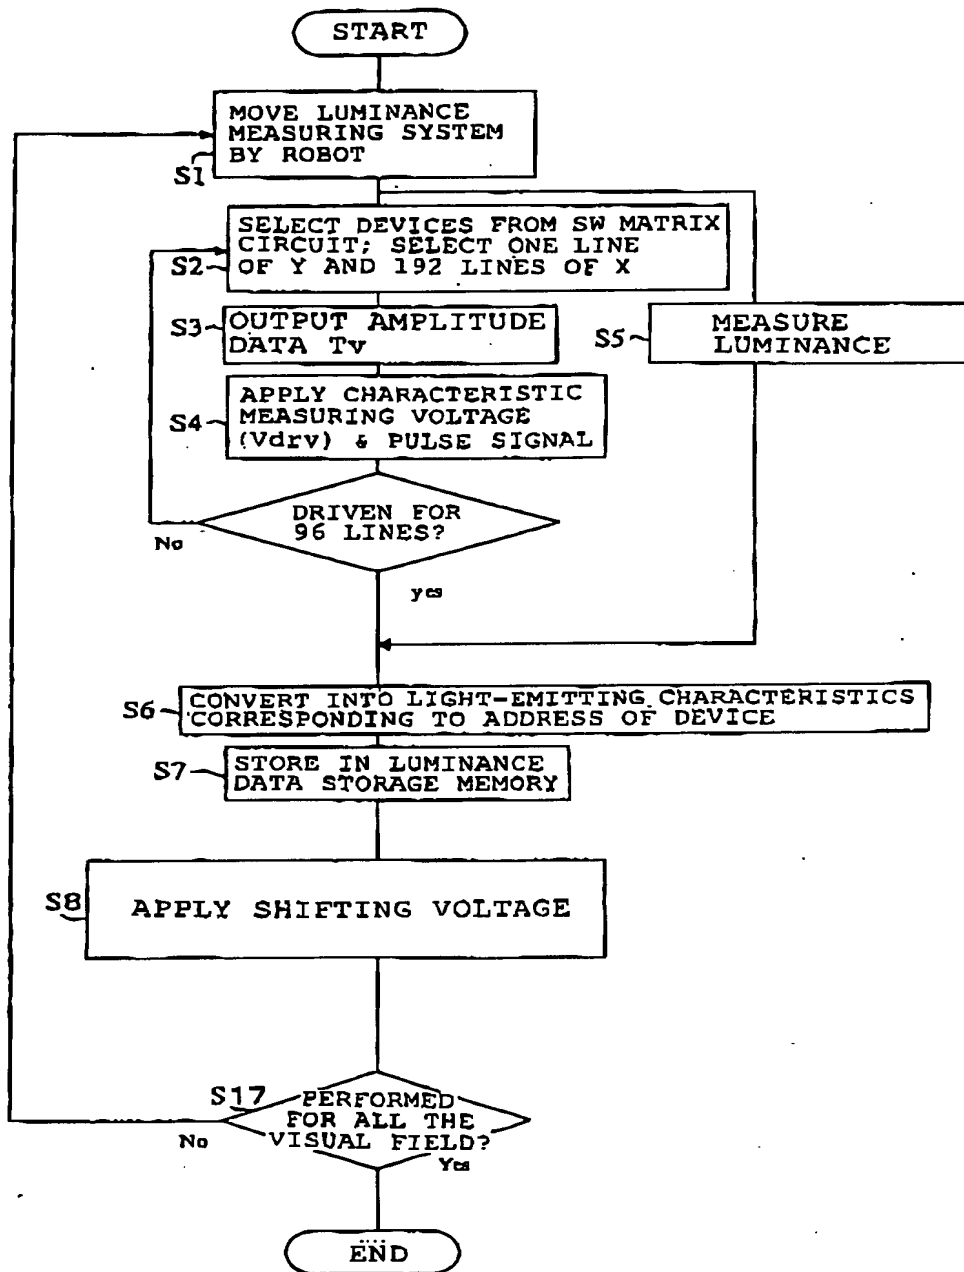 START
MOVE LUMINANCE
MEASURING SYSTEM
BY ROBOT
S1
SELECT DEVICES FROM SW MATRIX
CIRCUIT; SELECT ONE LINE
OF Y AND 192 LINES OF X
S2
S3
OUTPUT AMPLITUDE
DATA Tv
S5
MEASURE
LUMINANCE
APPLY CHARACTERISTIC
MEASURING VOLTAGE
(Vdrv) & PULSE SIGNAL
S4
DRIVEN FOR
96 LINES?
No
yes
S6
CONVERT INTO LIGHT-EMITTING CHARACTERISTICS
CORRESPONDING TO ADDRESS OF DEVICE
S7
STORE IN LUMINANCE
DATA STORAGE MEMORY
S8
APPLY SHIFTING VOLTAGE
S17
PERFORMED
FOR ALL THE
VISUAL FIELD?
No
Yes
END